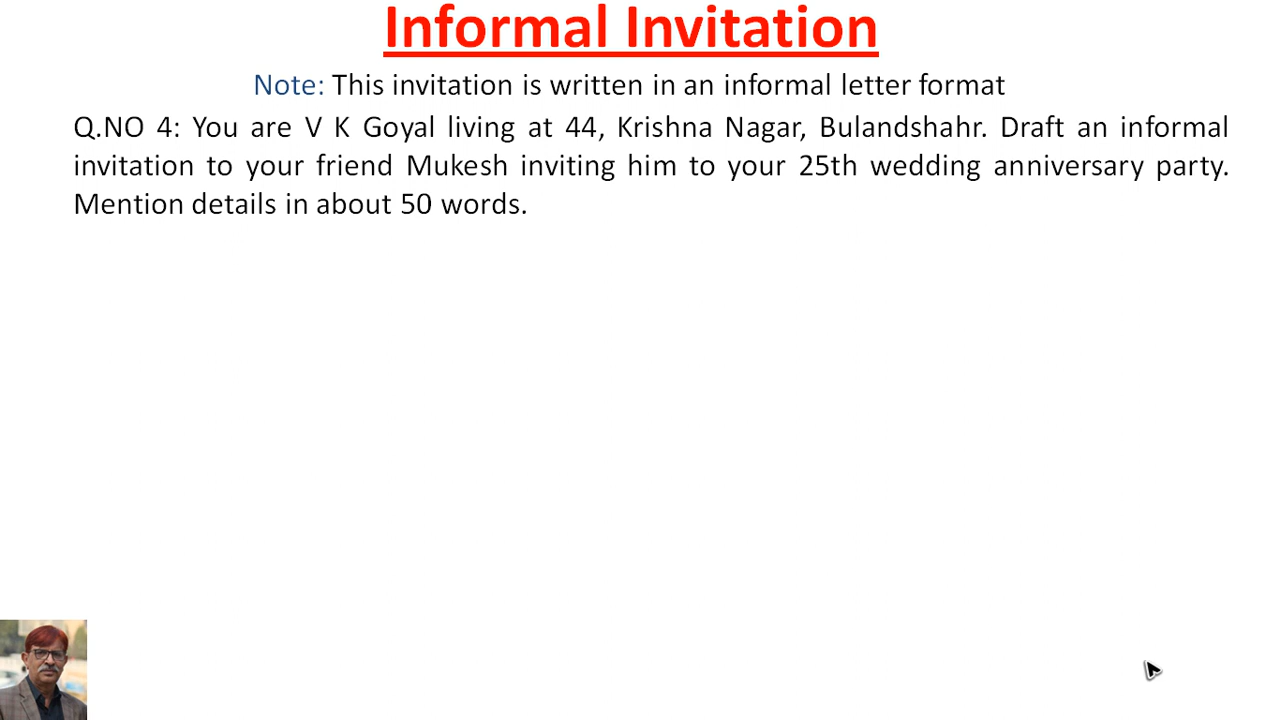 Informal Invitation
Note: This invitation is written in an informal letter format
Q.NO 4: You are V K Goyal living at 44, Krishna Nagar, Bulandshahr. Draft an informal
invitation to your friend Mukesh inviting him to your 25th wedding anniversary party.
Mention details in about 50 words.